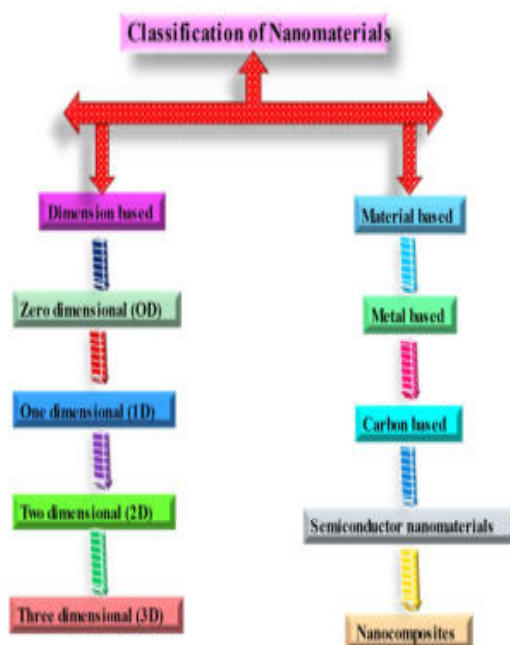 Classification of Nanomaterials
Dimension based
Zero dimensional (OD)
One dimensional (1D)
Two dimensional (2D)
Three dimensional (3D)
Material based
Metal based
Carbon based
Semiconductor nanomaterials
Nanocomposites